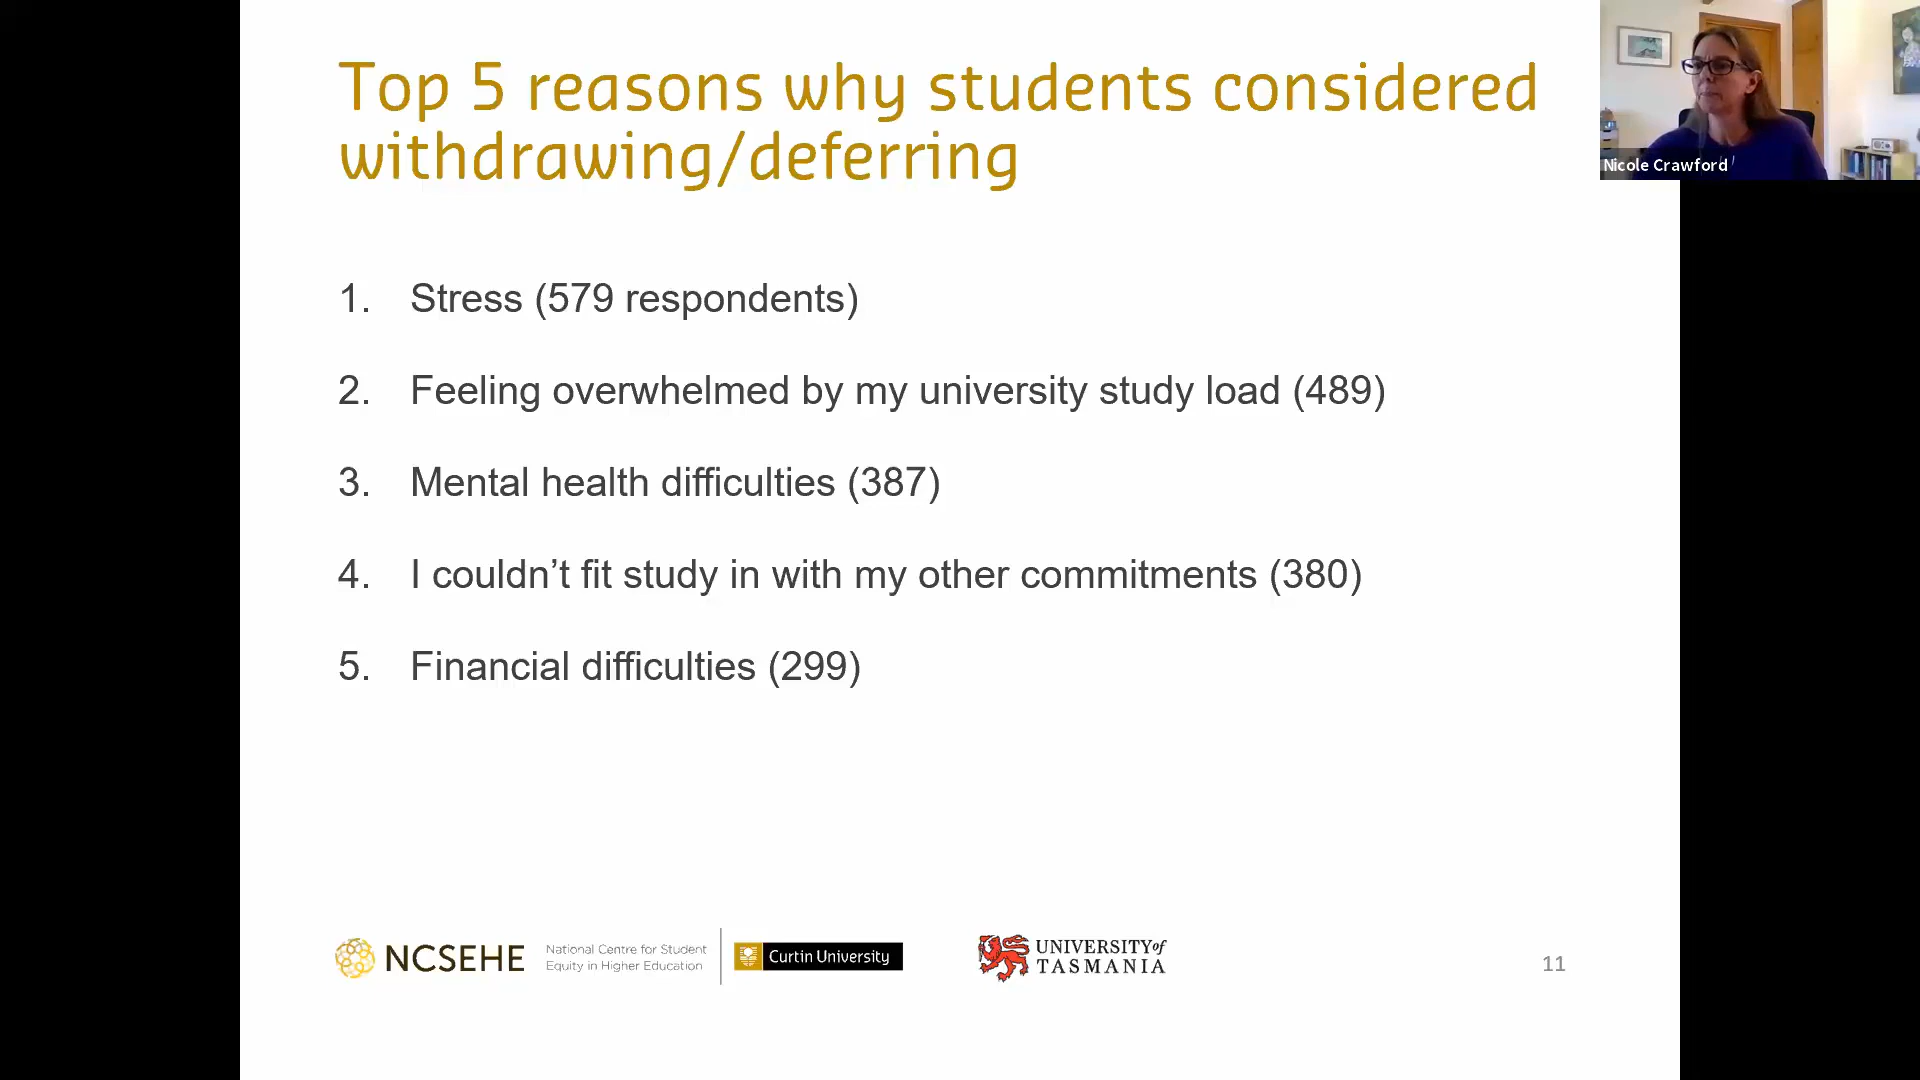 Top 5 reasons why students considered
withdrawing/deferring
Nicole Crawford
1. Stress (579 respondents)
2. Feeling overwhelmed by my university study load (489)
3. Mental health difficulties (387)
4. I couldn’t fit study in with my other commitments (380)
5. Financial difficulties (299)
NCSEHE
National Centre for Student
Equity in Higher Education
Curtin University
UNIVERSITY of
TASMANIA
11